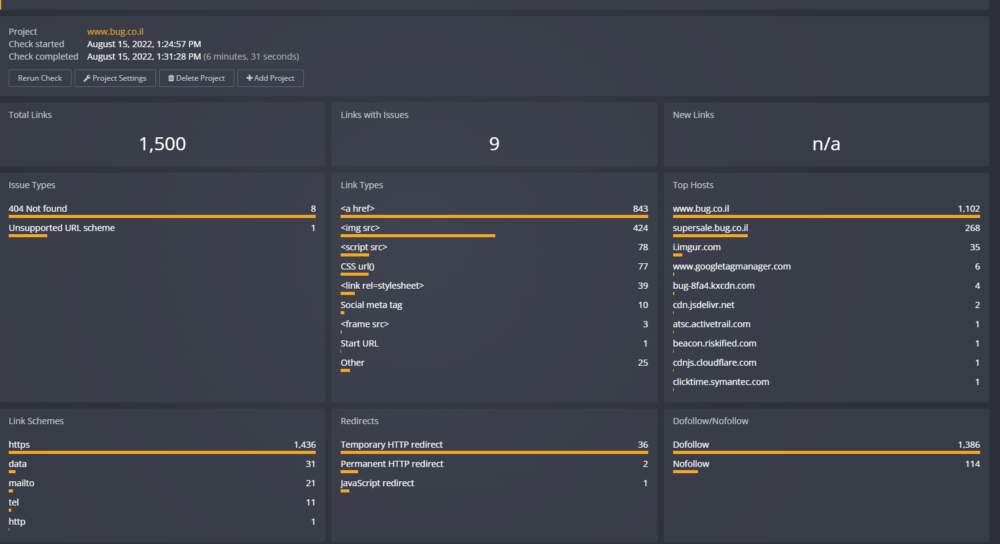 Project www.bug.co.il
Check started August 15, 2022, 1:24:57 PM
Check completed August 15, 2022, 1:31:28 PM (6 minutes, 31 seconds)
Rerun Check Project Settings Delete Project Add Project
Total Links
1,500
Links with Issues
9
New Links
n/a
Issue Types
404 Not found 8
Unsupported URL scheme 1
Link Types
<a href> 843
<img src> 424
<script src> 78
CSS url() 77
<link rel=stylesheet> 39
Social meta tag 10
<frame src> 3
Start URL 1
Other 25
Top Hosts
www.bug.co.il 1,102
supersale.bug.co.il 268
i.imgur.com 35
www.googletagmanager.com 6
bug-8fa4.kxcdn.com 4
cdn.jsdelivr.net 2
atsc.activetrail.com 1
beacon.riskified.com 1
cdnjs.cloudflare.com 1
clicktime.symantec.com 1
Link Schemes
https 1,436
data 31
mailto 21
tel 11
http 1
Redirects
Temporary HTTP redirect 36
Permanent HTTP redirect 2
JavaScript redirect 1
Dofollow/Nofollow
Dofollow 1,386
Nofollow 114